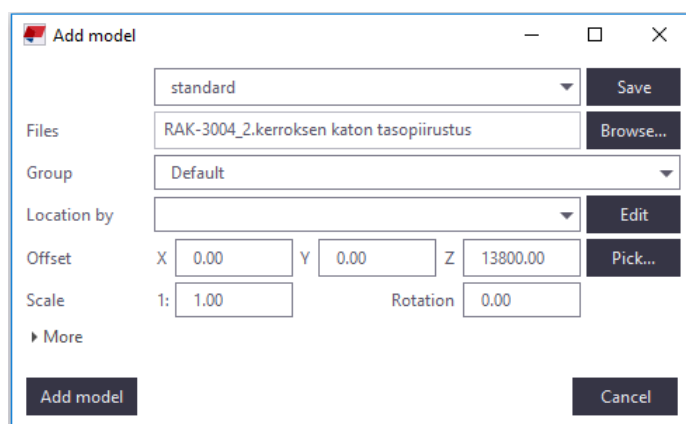 Add model
standard Save
Files RAK-3004_2.kerroksen katon tasopiirustus Browse...
Group Default
Location by Edit
Offset X 0.00 Y 0.00 Z 13800.00 Pick...
Scale 1: 1.00 Rotation 0.00
More
Add model Cancel